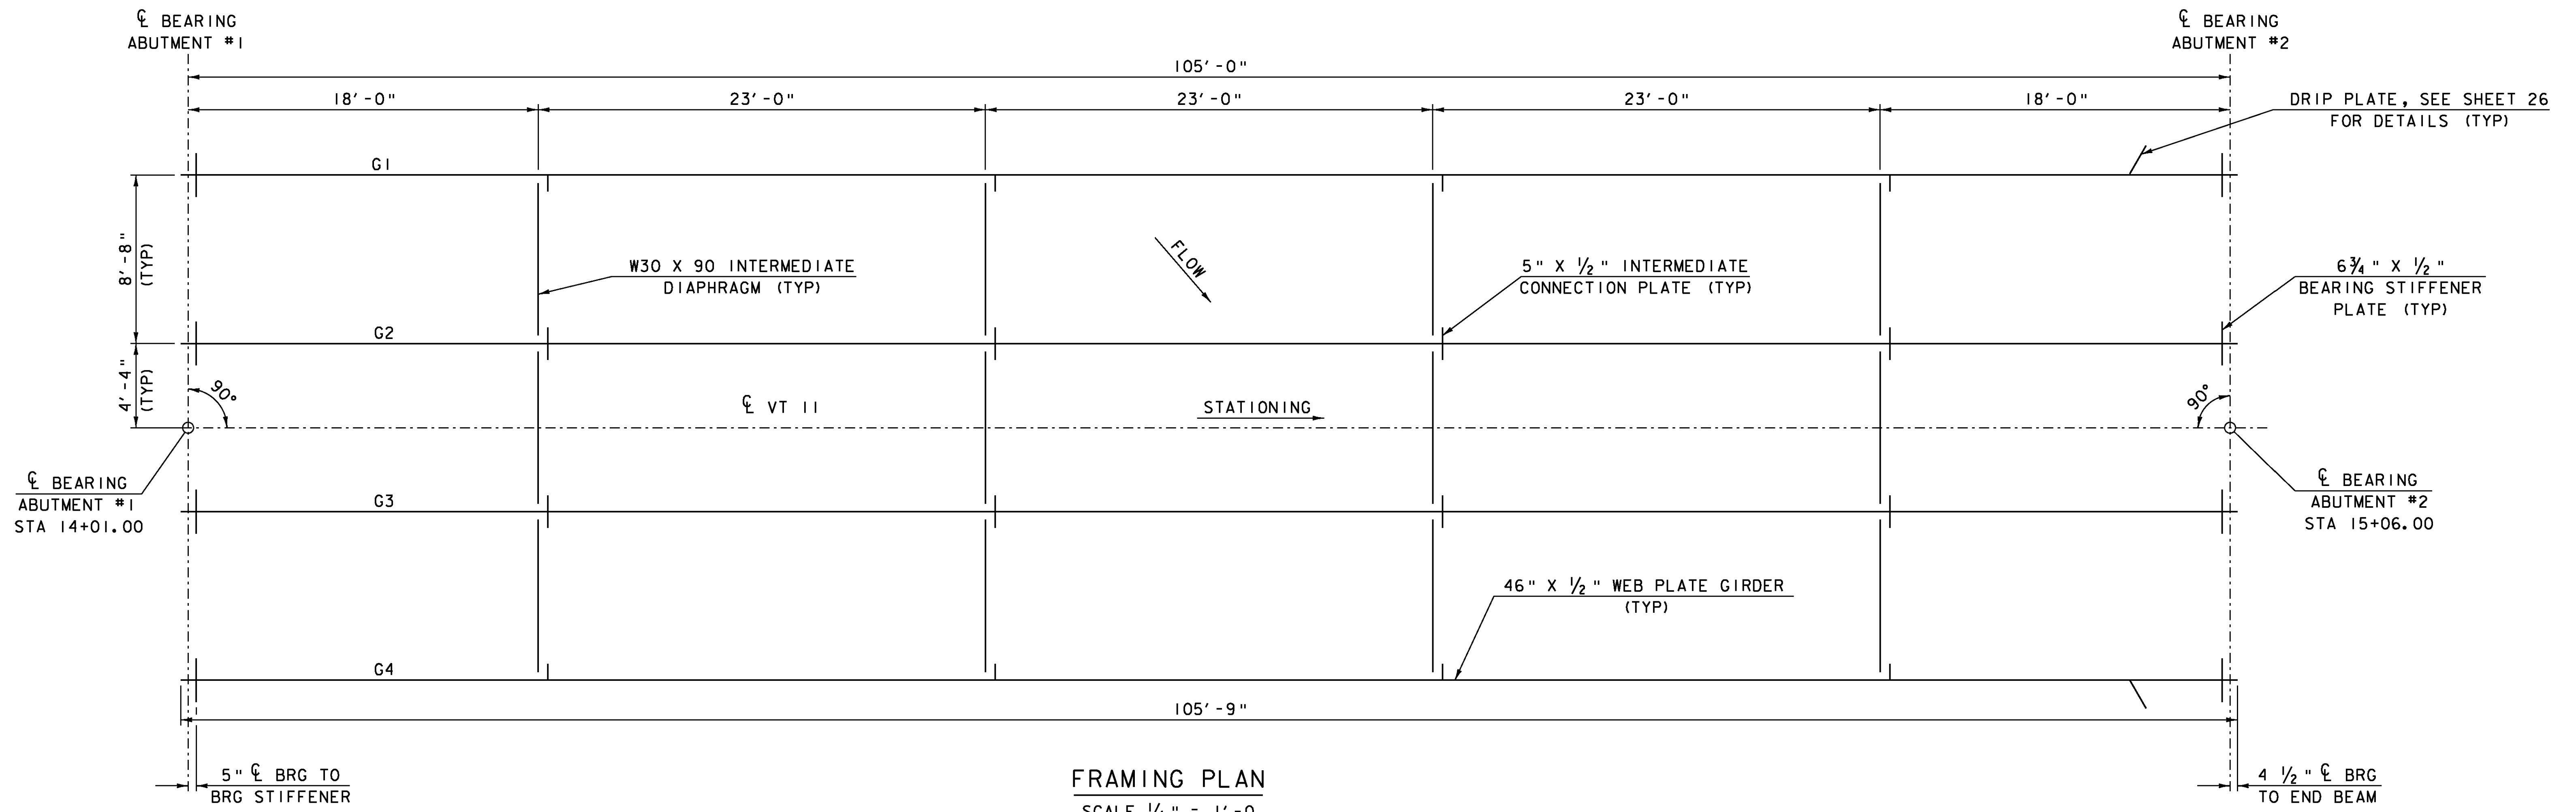 ℄ BEARING
ABUTMENT #1
℄ BEARING
ABUTMENT #2
105'-0"
18'-0"
23'-0"
23'-0"
23'-0"
18'-0"
DRIP PLATE, SEE SHEET 26
FOR DETAILS (TYP)
G1
8'-8"
(TYP)
W30 X 90 INTERMEDIATE
DIAPHRAGM (TYP)
FLOW
5" X 1/2" INTERMEDIATE
CONNECTION PLATE (TYP)
6 3/4" X 1/2"
BEARING STIFFENER
PLATE (TYP)
G2
4'-4"
(TYP)
90°
℄ VT 11
STATIONING
90°
℄ BEARING
ABUTMENT #1
STA 14+01.00
G3
℄ BEARING
ABUTMENT #2
STA 15+06.00
46" X 1/2" WEB PLATE GIRDER
(TYP)
G4
105'-9"
5" ℄ BRG TO
BRG STIFFENER
FRAMING PLAN
4 1/2" ℄ BRG
TO END BEAM